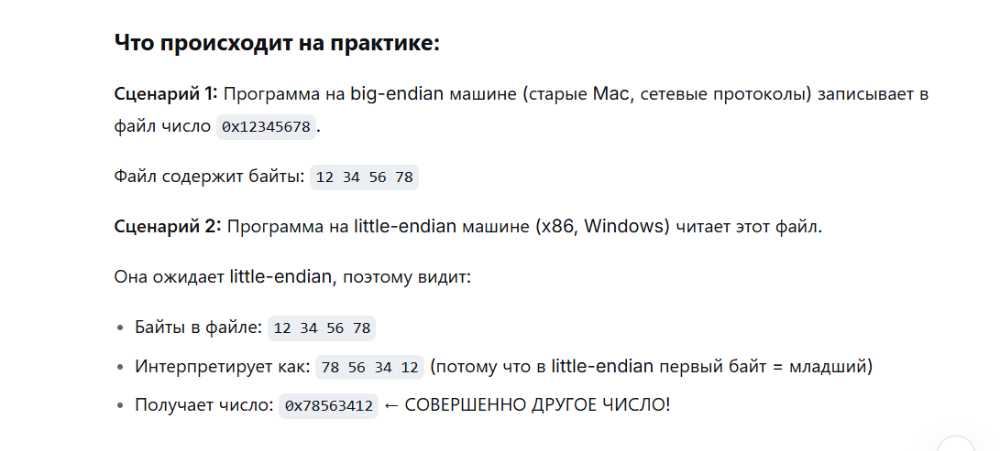 Что происходит на практике:
Сценарий 1: Программа на big-endian машине (старые Mac, сетевые протоколы) записывает в
файл число 0x12345678.
Файл содержит байты: 12 34 56 78
Сценарий 2: Программа на little-endian машине (x86, Windows) читает этот файл.
Она ожидает little-endian, поэтому видит:
• Байты в файле: 12 34 56 78
• Интерпретирует как: 78 56 34 12 (потому что в little-endian первый байт = младший)
• Получает число: 0x78563412 ← СОВЕРШЕННО ДРУГОЕ ЧИСЛО!